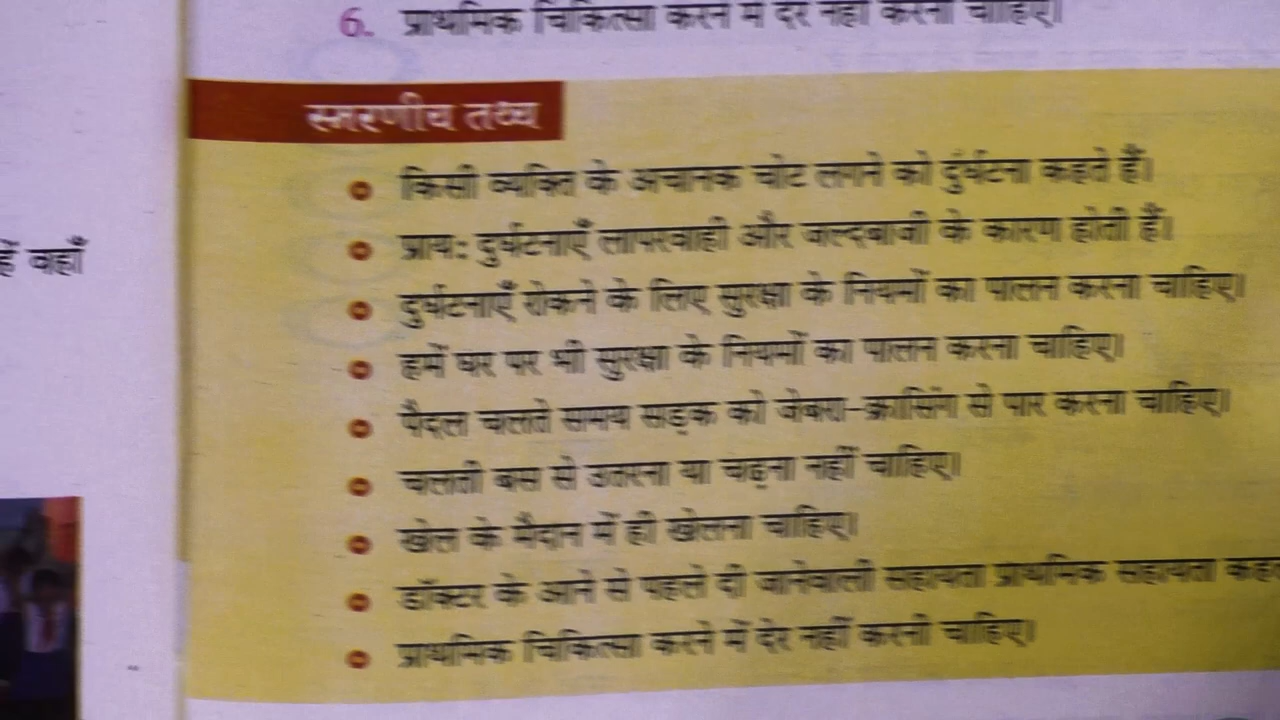 6. प्राथमिक चिकित्सा करने में देर नहीं करनी चाहिए।
स्मरणीय तथ्य
किसी व्यक्ति के अचानक चोट लगने को दुर्घटना कहते हैं।
प्राय: दुर्घटनाएँ लापरवाही और जल्दबाजी के कारण होती हैं।
हैं वहाँ
दुर्घटनाएँ रोकने के लिए सुरक्षा के नियमों का पालन करना चाहिए।
हमें घर पर भी सुरक्षा के नियमों का पालन करना चाहिए।
पैदल चलते समय सड़क को जेबरा-क्रासिंग से पार करना चाहिए।
चलती बस से उतरना या चढ़ना नहीं चाहिए।
खेल के मैदान में ही खेलना चाहिए।
डॉक्टर के आने से पहले दी जानेवाली सहायता प्राथमिक सहायता
प्राथमिक चिकित्सा करने में देर नहीं करनी चाहिए।